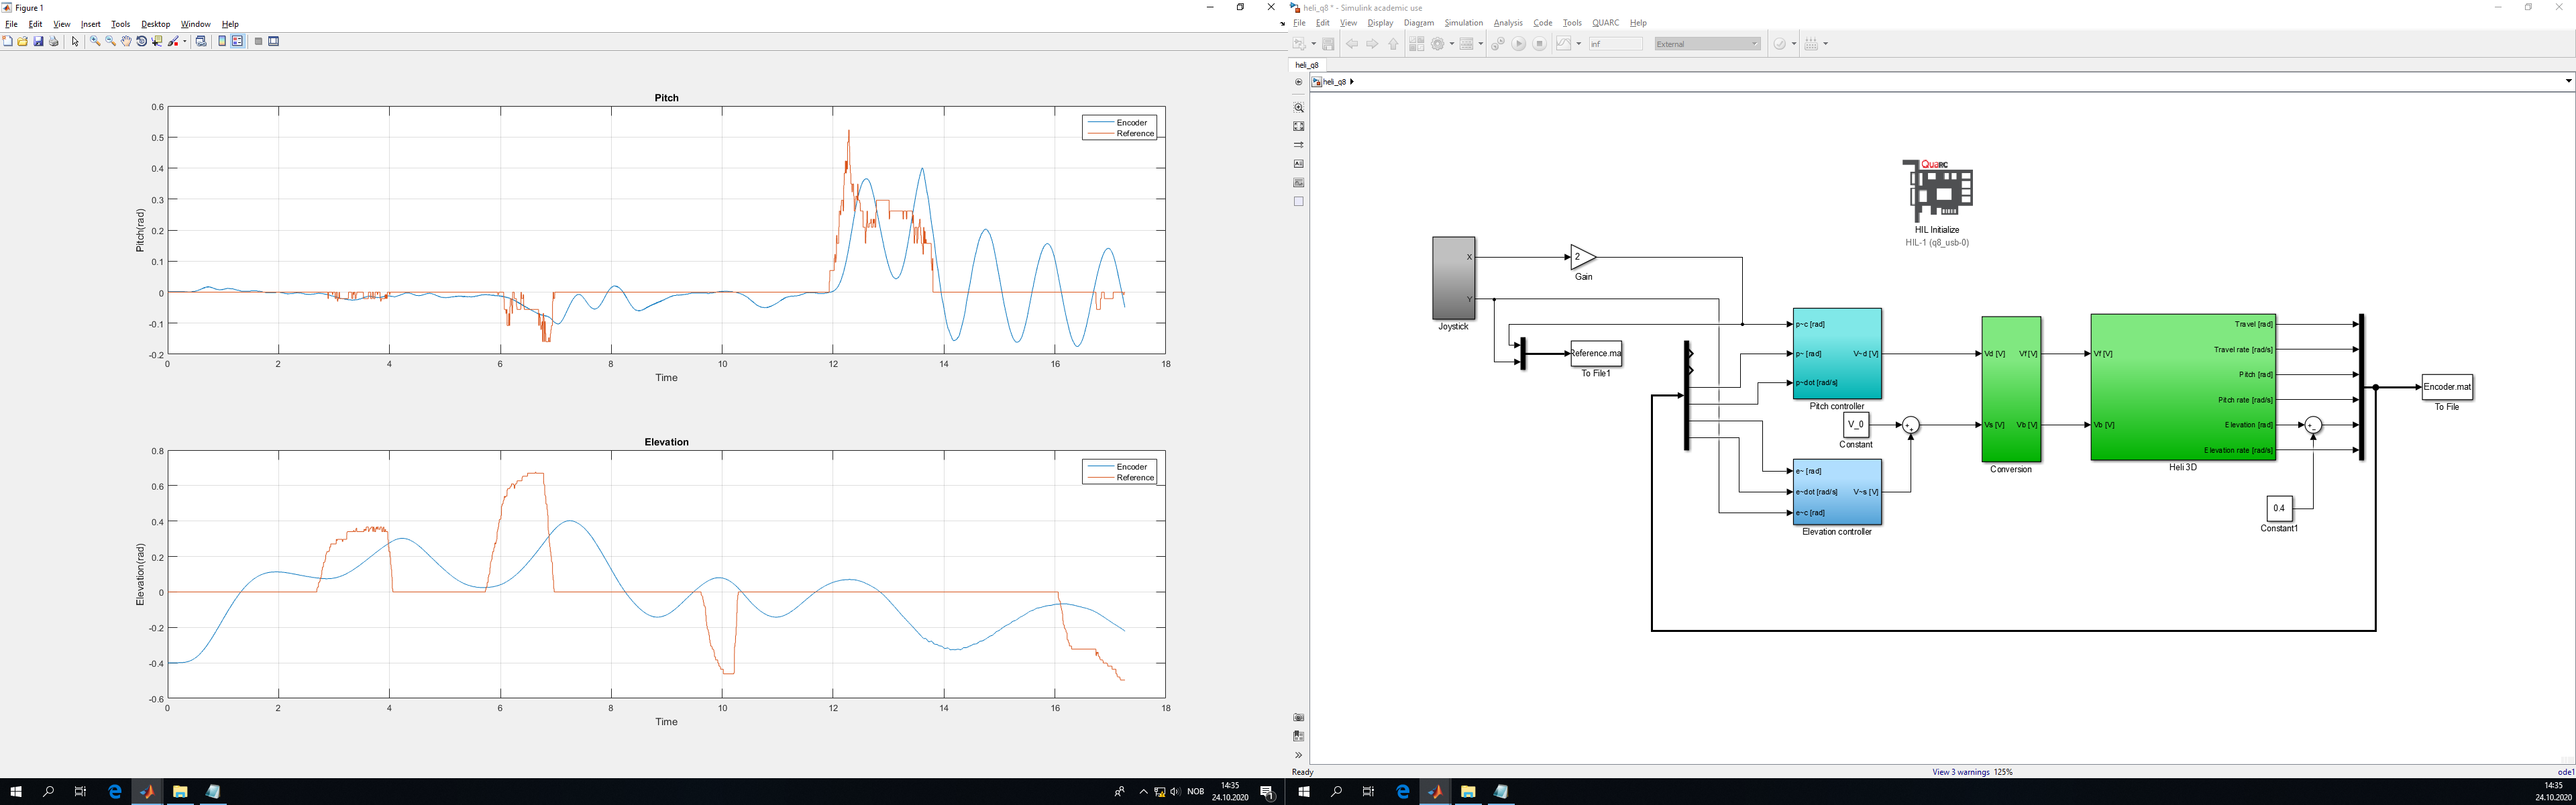 Figure 1
File Edit View Insert Tools Desktop Window Help
Pitch
0.6
0.5
0.4
0.3
0.2
0.1
0
-0.1
-0.2
Pitch(rad)
Encoder
Reference
0 2 4 6 8 10 12 14 16 18
Time
Elevation
0.8
0.6
0.4
0.2
0
-0.2
-0.4
-0.6
Elevation(rad)
Encoder
Reference
0 2 4 6 8 10 12 14 16 18
Time
NOB
14:35
24.10.2020
heli_q8 * - Simulink academic use
File Edit View Display Diagram Simulation Analysis Code Tools QUARC Help
inf
External
heli_q8
heli_q8
QUARC
HIL Initialize
HIL-1 (q8_usb-0)
X
Y
Joystick
2
Gain
Reference.ma
To File1
p~c [rad]
p~ [rad]
V~d [V]
p~dot [rad/s]
Pitch controller
V_0
Constant
e~ [rad]
e~dot [rad/s]
V~s [V]
e~c [rad]
Elevation controller
Vd [V]
Vf [V]
Vs [V]
Vb [V]
Conversion
Vf [V]
Vb [V]
Travel [rad]
Travel rate [rad/s]
Pitch [rad]
Pitch rate [rad/s]
Elevation [rad]
Elevation rate [rad/s]
Heli 3D
0.4
Constant1
Encoder.mat
To File
Ready
View 3 warnings 125%
ode1
14:35
24.10.2020